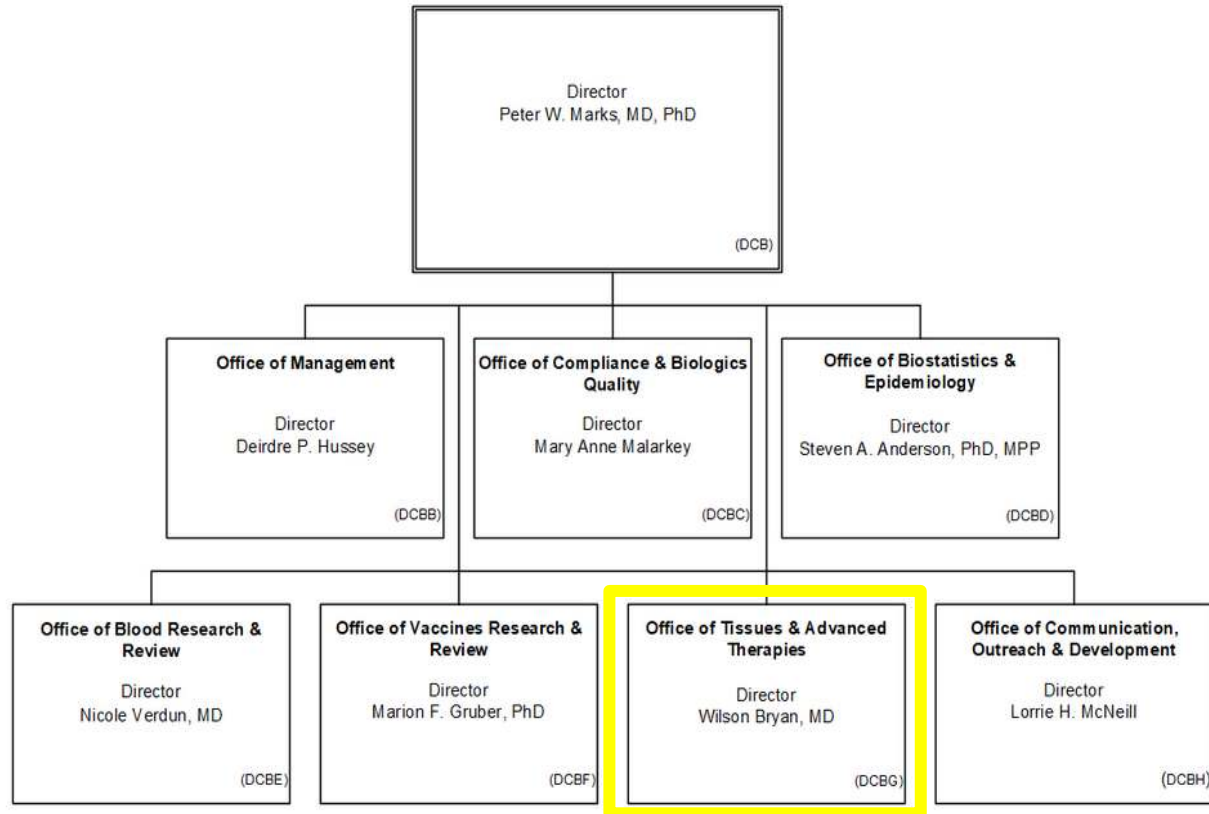 Director
Peter W. Marks, MD, PhD
(DCB)
Office of Management
Director
Deirdre P. Hussey
(DCBB)
Office of Compliance & Biologics
Quality
Director
Mary Anne Malarkey
(DCBC)
Office of Biostatistics &
Epidemiology
Director
Steven A. Anderson, PhD, MPP
(DCBD)
Office of Blood Research &
Review
Director
Nicole Verdun, MD
(DCBE)
Office of Vaccines Research &
Review
Director
Marion F. Gruber, PhD
(DCBF)
Office of Tissues & Advanced
Therapies
Director
Wilson Bryan, MD
(DCBG)
Office of Communication,
Outreach & Development
Director
Lorrie H. McNeill
(DCBH)